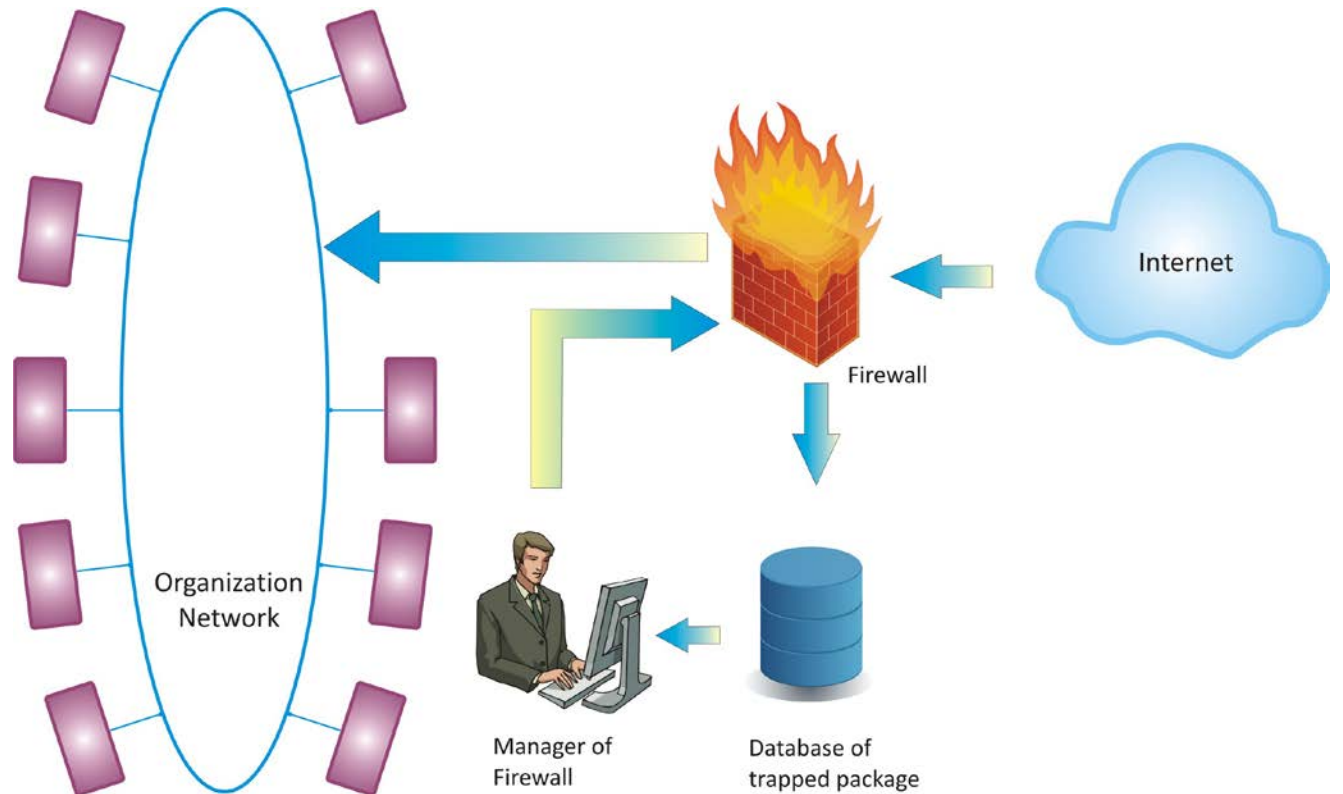 Internet
Firewall
Organization
Network
Manager of
Firewall
Database of
trapped package